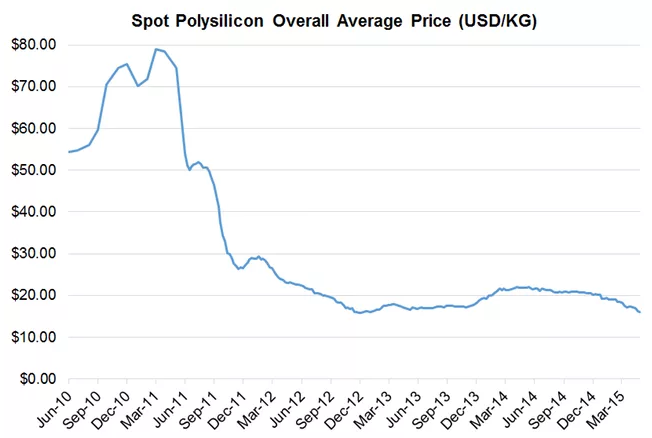 Spot Polysilicon Overall Average Price (USD/KG)
$80.00
$70.00
$60.00
$50.00
$40.00
$30.00
$20.00
$10.00
$0.00
Jun-10
Sep-10
Dec-10
Mar-11
Jun-11
Sep-11
Dec-11
Mar-12
Jun-12
Sep-12
Dec-12
Mar-13
Jun-13
Sep-13
Dec-13
Mar-14
Jun-14
Sep-14
Dec-14
Mar-15